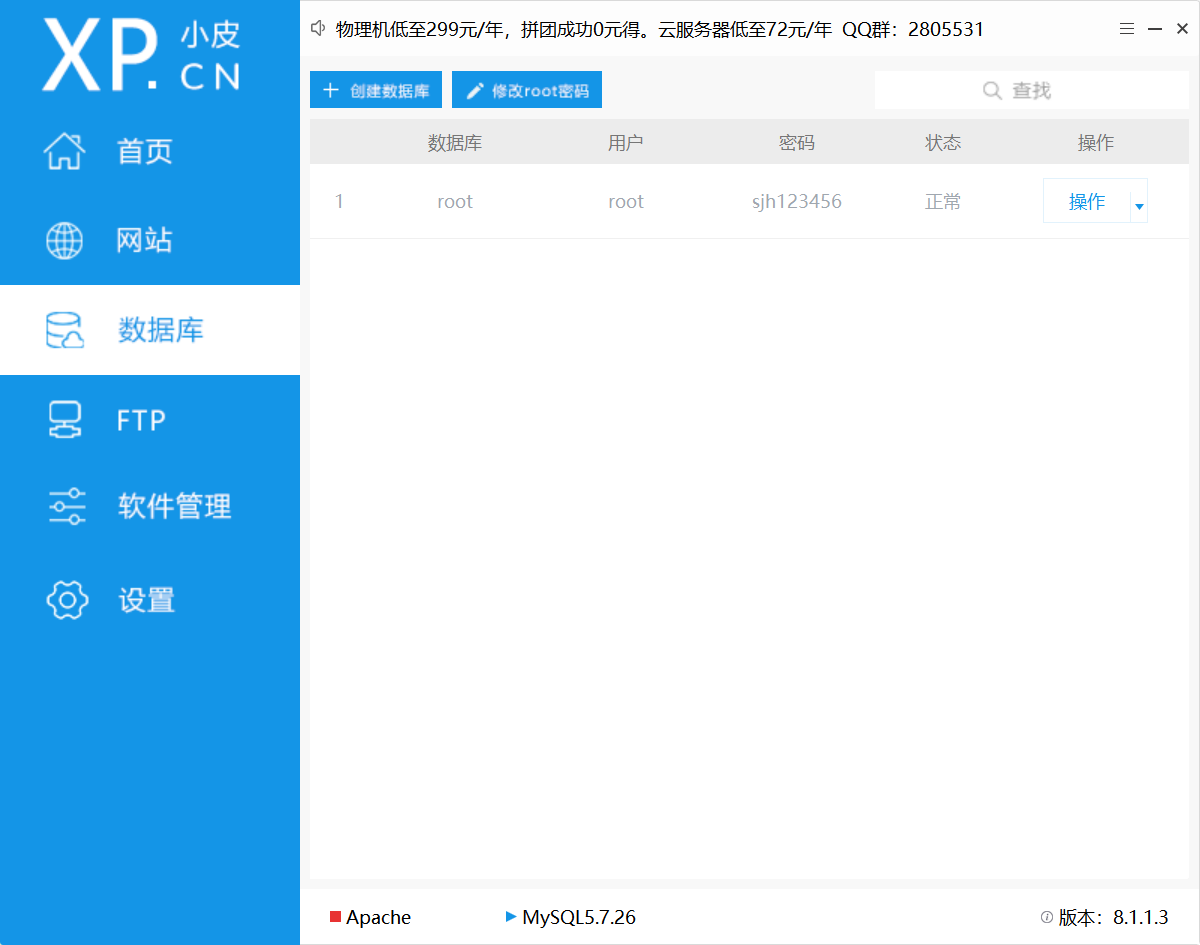 XP. 小皮 CN
物理机低至299元/年，拼团成功0元得。云服务器低至72元/年 QQ群：2805531
首页
网站
数据库
FTP
软件管理
设置
创建数据库 修改root密码 查找
数据库 用户 密码 状态 操作
1 root root sjh123456 正常 操作
Apache MySQL5.7.26 版本：8.1.1.3